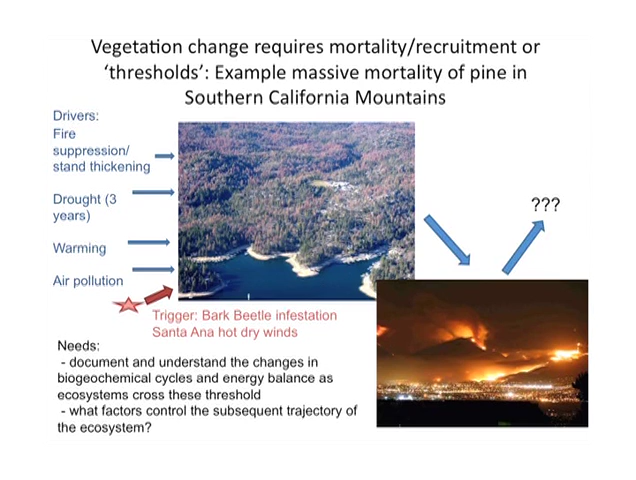 Vegetation change requires mortality/recruitment or
'thresholds': Example massive mortality of pine in
Southern California Mountains
Drivers:
Fire
suppression/
stand thickening
Drought (3
years)
Warming
Air pollution
???
Trigger: Bark Beetle infestation
Santa Ana hot dry winds
Needs:
- document and understand the changes in
biogeochemical cycles and energy balance as
ecosystems cross these threshold
- what factors control the subsequent trajectory of
the ecosystem?